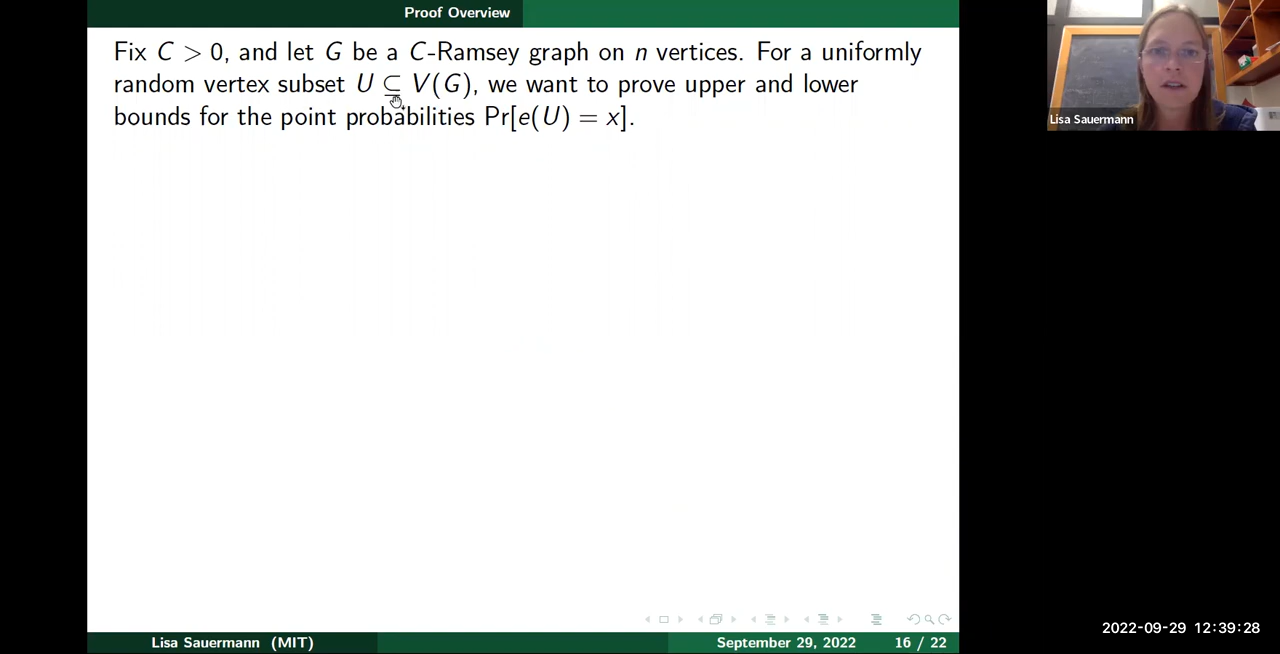 Proof Overview
Fix C > 0, and let G be a C-Ramsey graph on n vertices. For a uniformly
random vertex subset U ⊆ V(G), we want to prove upper and lower
bounds for the point probabilities Pr[e(U) = x].
Lisa Sauermann
Lisa Sauermann (MIT)
September 29, 2022
16 / 22
2022-09-29 12:39:28